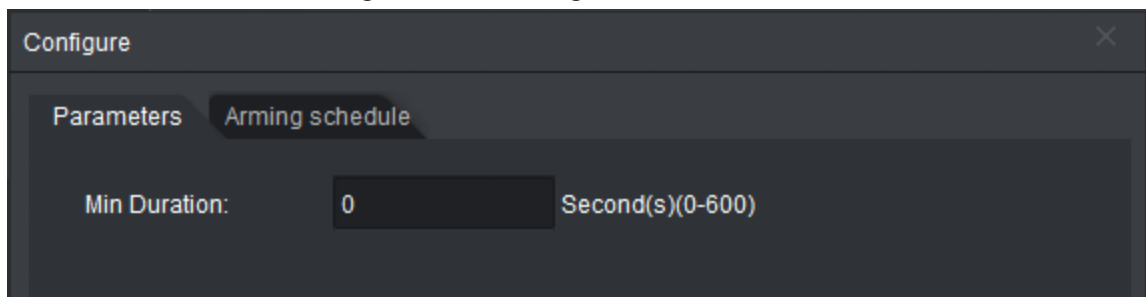 Configure
Parameters Arming schedule
Min Duration: 0 Second(s)(0-600)